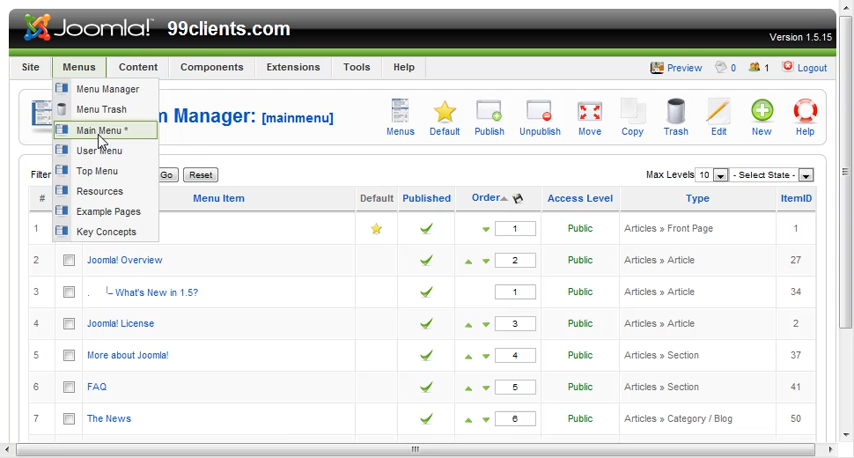 Joomla! 99clients.com
Version 1.5.15
Site Menus Content Components Extensions Tools Help Preview 0 1 Logout
Menu Manager
Menu Trash
Main Menu *
User Menu
Top Menu
Resources
Example Pages
Key Concepts
m Manager: [mainmenu]
Menus Default Publish Unpublish Move Copy Trash Edit New Help
Filter Go Reset Max Levels 10 - Select State -
# Menu Item Default Published Order Access Level Type ItemID
1 1 Public Articles » Front Page 1
2 Joomla! Overview 2 Public Articles » Article 27
3 . What's New in 1.5? 1 Public Articles » Article 34
4 Joomla! License 3 Public Articles » Article 2
5 More about Joomla! 4 Public Articles » Section 37
6 FAQ 5 Public Articles » Section 41
7 The News 6 Public Articles » Category / Blog 50